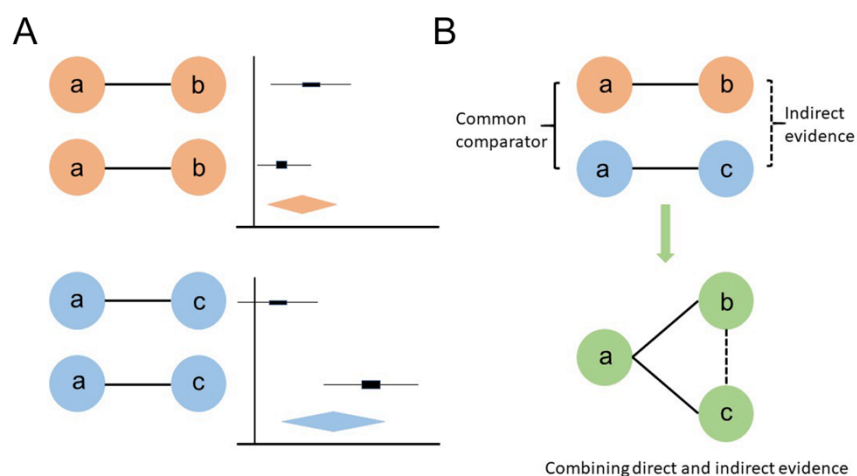 A
a b
a b
a c
a c
B
a b
Common
comparator
Indirect
evidence
a c
b
a
c
Combining direct and indirect evidence